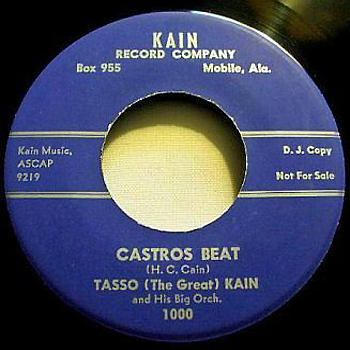 KAIN
RECORD COMPANY
Box 955 Mobile, Ala.
Kain Music,
ASCAP
9219
D. J. Copy
Not For Sale
CASTROS BEAT
(H. C. Cain)
TASSO (The Great) KAIN
and His Big Orch.
1000